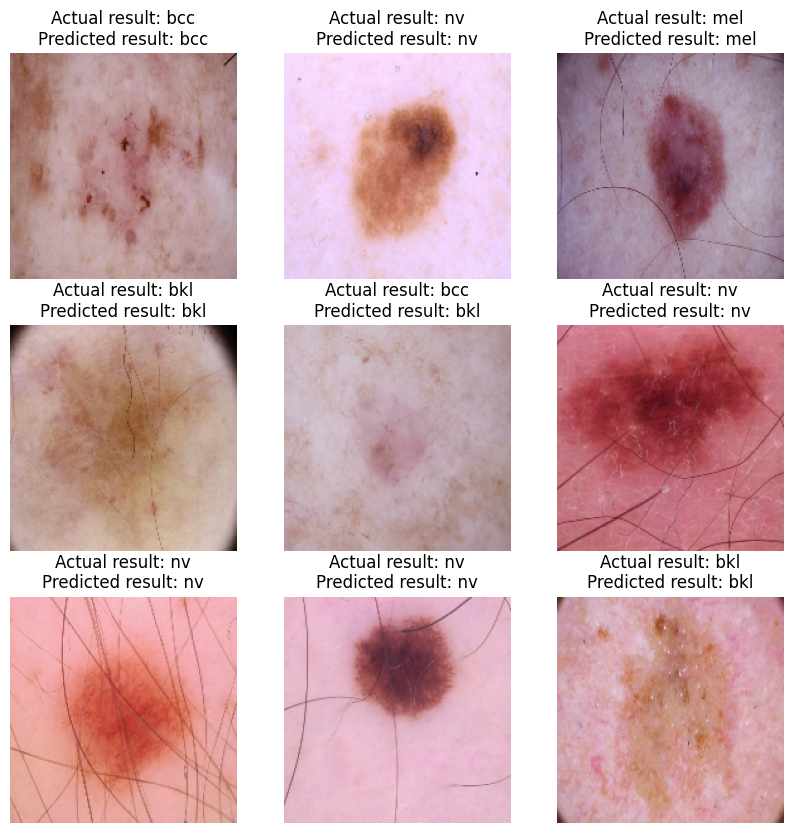 Actual result: bcc
Predicted result: bcc
Actual result: nv
Predicted result: nv
Actual result: mel
Predicted result: mel
Actual result: bkl
Predicted result: bkl
Actual result: bcc
Predicted result: bkl
Actual result: nv
Predicted result: nv
Actual result: nv
Predicted result: nv
Actual result: nv
Predicted result: nv
Actual result: bkl
Predicted result: bkl